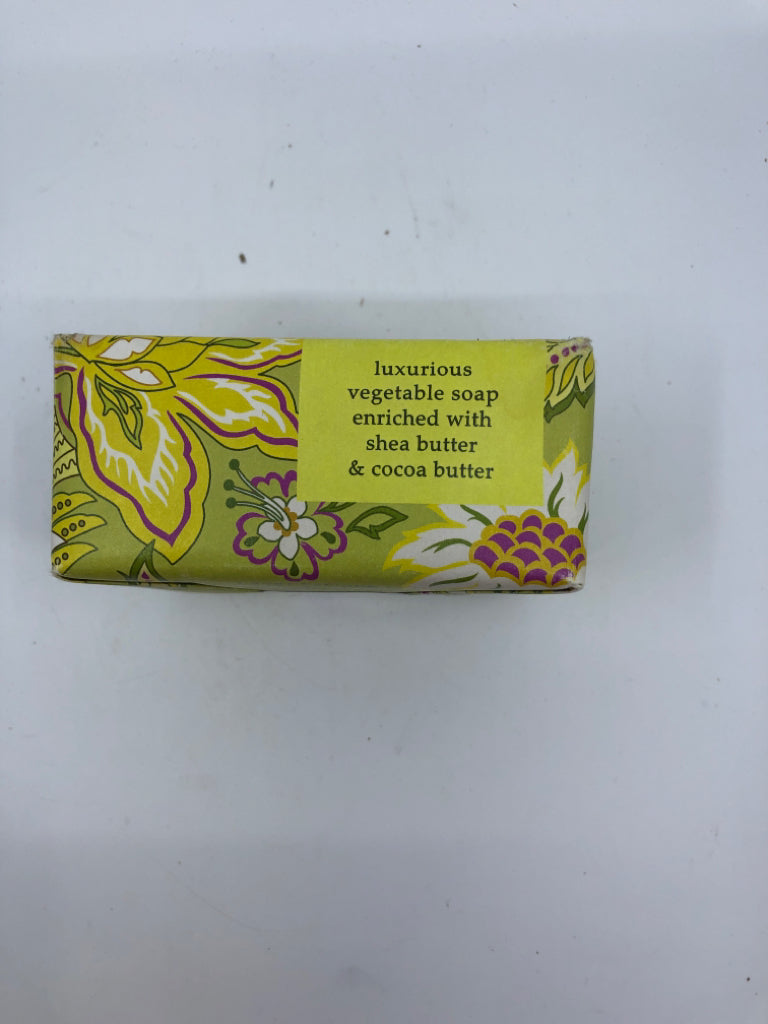 luxurious
vegetable soap
enriched with
shea butter
& cocoa butter